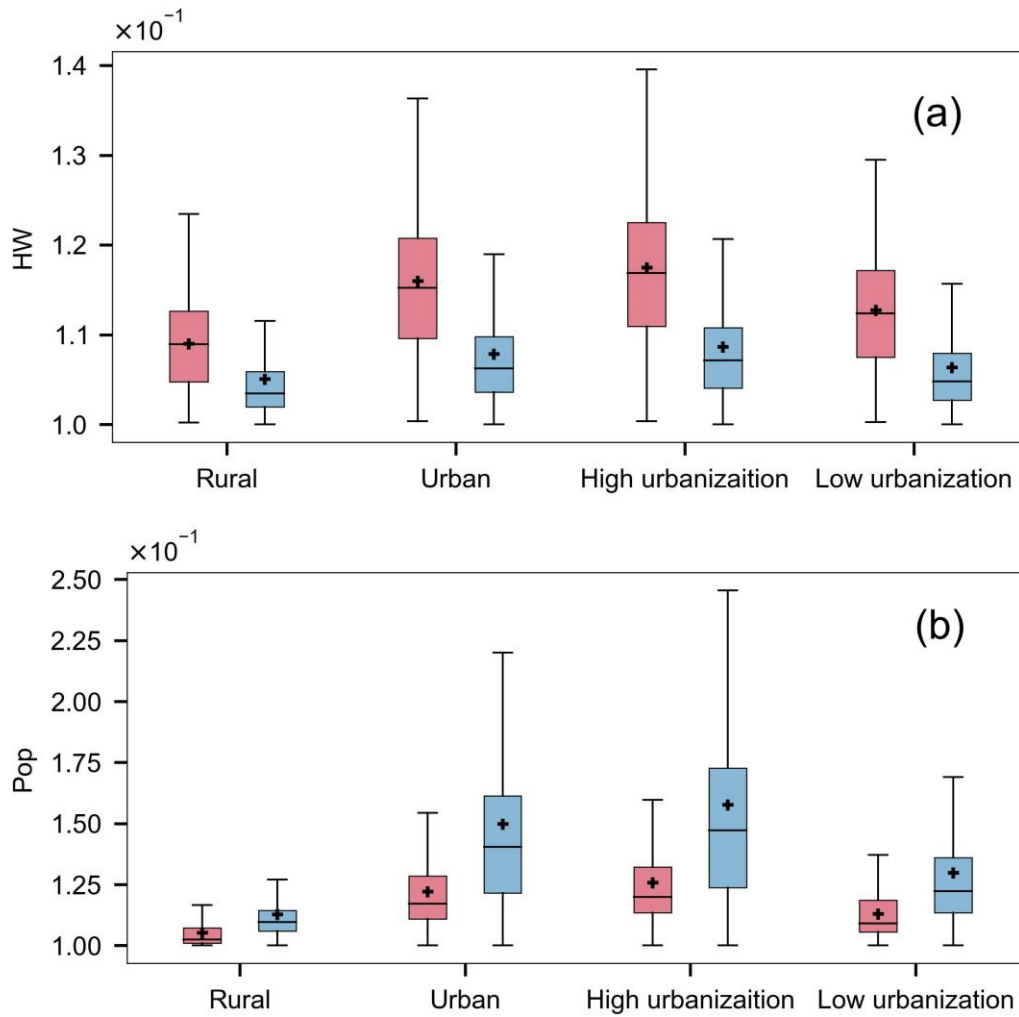 ×10⁻¹
1.4
(a)
1.3
HW
1.2
1.1
1.0
Rural Urban High urbanizaition Low urbanization
×10⁻¹
2.50
(b)
2.25
2.00
Pop
1.75
1.50
1.25
1.00
Rural Urban High urbanizaition Low urbanization